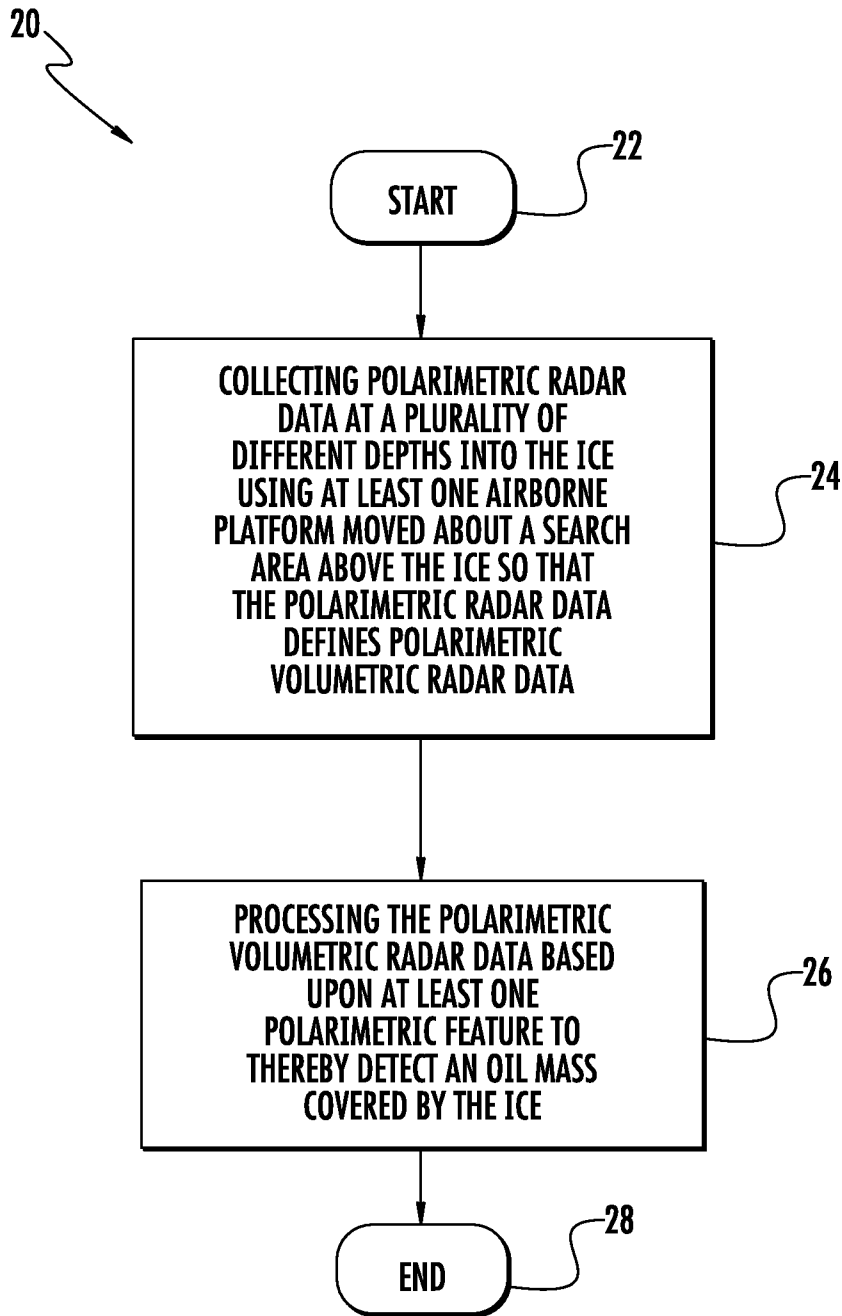 20
22
START
COLLECTING POLARIMETRIC RADAR
DATA AT A PLURALITY OF
DIFFERENT DEPTHS INTO THE ICE
USING AT LEAST ONE AIRBORNE
PLATFORM MOVED ABOUT A SEARCH
AREA ABOVE THE ICE SO THAT
THE POLARIMETRIC RADAR DATA
DEFINES POLARIMETRIC
VOLUMETRIC RADAR DATA
24
PROCESSING THE POLARIMETRIC
VOLUMETRIC RADAR DATA BASED
UPON AT LEAST ONE
POLARIMETRIC FEATURE TO
THEREBY DETECT AN OIL MASS
COVERED BY THE ICE
26
28
END